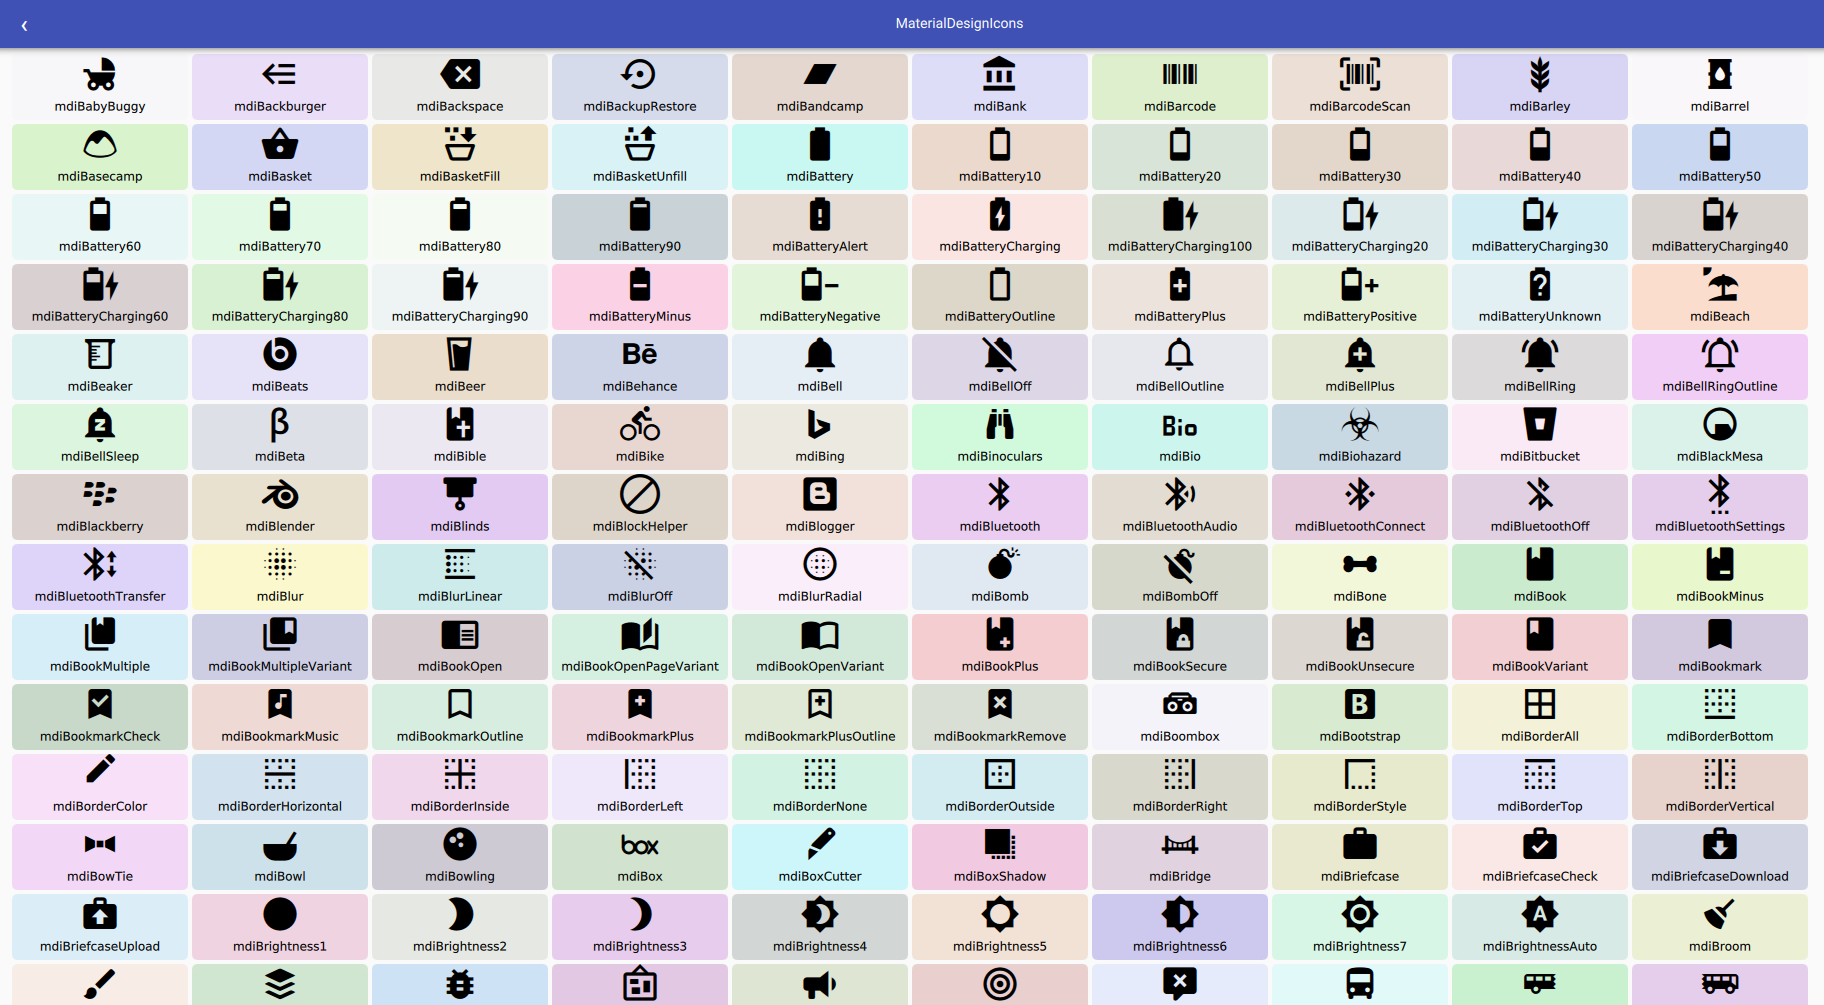 MaterialDesignIcons
mdiBabyBuggy mdiBackburger mdiBackspace mdiBackupRestore mdiBandcamp mdiBank mdiBarcode mdiBarcodeScan mdiBarley mdiBarrel
mdiBasecamp mdiBasket mdiBasketFill mdiBasketUnfill mdiBattery mdiBattery10 mdiBattery20 mdiBattery30 mdiBattery40 mdiBattery50
mdiBattery60 mdiBattery70 mdiBattery80 mdiBattery90 mdiBatteryAlert mdiBatteryCharging mdiBatteryCharging100 mdiBatteryCharging20 mdiBatteryCharging30 mdiBatteryCharging40
mdiBatteryCharging60 mdiBatteryCharging80 mdiBatteryCharging90 mdiBatteryMinus mdiBatteryNegative mdiBatteryOutline mdiBatteryPlus mdiBatteryPositive mdiBatteryUnknown mdiBeach
Bē
mdiBeaker mdiBeats mdiBeer mdiBehance mdiBell mdiBellOff mdiBellOutline mdiBellPlus mdiBellRing mdiBellRingOutline
β Bio
mdiBellSleep mdiBeta mdiBible mdiBike mdiBing mdiBinoculars mdiBio mdiBiohazard mdiBitbucket mdiBlackMesa
mdiBlackberry mdiBlender mdiBlinds mdiBlockHelper mdiBlogger mdiBluetooth mdiBluetoothAudio mdiBluetoothConnect mdiBluetoothOff mdiBluetoothSettings
mdiBluetoothTransfer mdiBlur mdiBlurLinear mdiBlurOff mdiBlurRadial mdiBomb mdiBombOff mdiBone mdiBook mdiBookMinus
mdiBookMultiple mdiBookMultipleVariant mdiBookOpen mdiBookOpenPageVariant mdiBookOpenVariant mdiBookPlus mdiBookSecure mdiBookUnsecure mdiBookVariant mdiBookmark
B
mdiBookmarkCheck mdiBookmarkMusic mdiBookmarkOutline mdiBookmarkPlus mdiBookmarkPlusOutline mdiBookmarkRemove mdiBoombox mdiBootstrap mdiBorderAll mdiBorderBottom
mdiBorderColor mdiBorderHorizontal mdiBorderInside mdiBorderLeft mdiBorderNone mdiBorderOutside mdiBorderRight mdiBorderStyle mdiBorderTop mdiBorderVertical
box
mdiBowTie mdiBowl mdiBowling mdiBox mdiBoxCutter mdiBoxShadow mdiBridge mdiBriefcase mdiBriefcaseCheck mdiBriefcaseDownload
A
mdiBriefcaseUpload mdiBrightness1 mdiBrightness2 mdiBrightness3 mdiBrightness4 mdiBrightness5 mdiBrightness6 mdiBrightness7 mdiBrightnessAuto mdiBroom